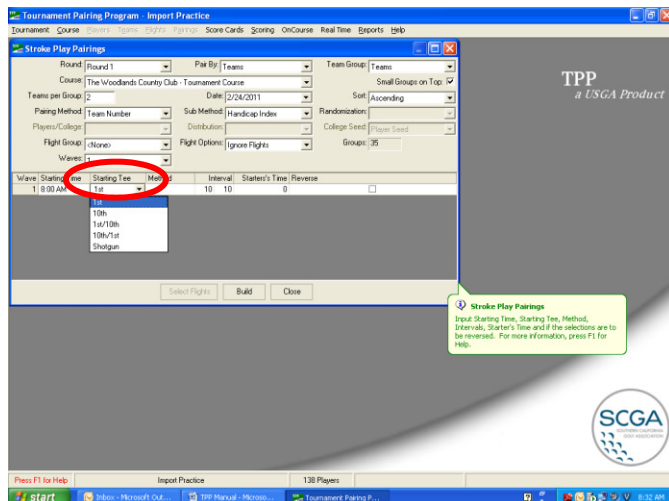 Tournament Pairing Program - Import Practice
Tournament Course Players Teams Flights Pairings Score Cards Scoring OnCourse Real Time Reports Help
Stroke Play Pairings
Round: Round 1 Pair By: Teams Team Group: Teams
Course: The Woodlands Country Club - Tournament Course Small Groups on Top:
Teams per Group: 2 Date: 2/24/2011 Sort: Ascending
Pairing Method: Team Number Sub Method: Handicap Index Randomization:
Players/College: Distribution: College Seed: Player Seed
Flight Group: <None> Flight Options: Ignore Flights Groups: 35
Waves: 1
Wave Starting Time Starting Tee Method Interval Starters's Time Reverse
1 8:00 AM 1st 10 10 0
1st
10th
1st/10th
10th/1st
Shotgun
Select Flights Build Close
TPP
a USGA Product
Stroke Play Pairings
Input Starting Time, Starting Tee, Method,
Intervals, Starter's Time and if the selections are to
be reversed. For more information, press F1 for
Help.
SCGA
SOUTHERN CALIFORNIA
GOLF ASSOCIATION
Press F1 for Help Import Practice 138 Players
start Inbox - Microsoft Out... TPP Manual - Microso... Tournament Pairing P... 8:32 AM